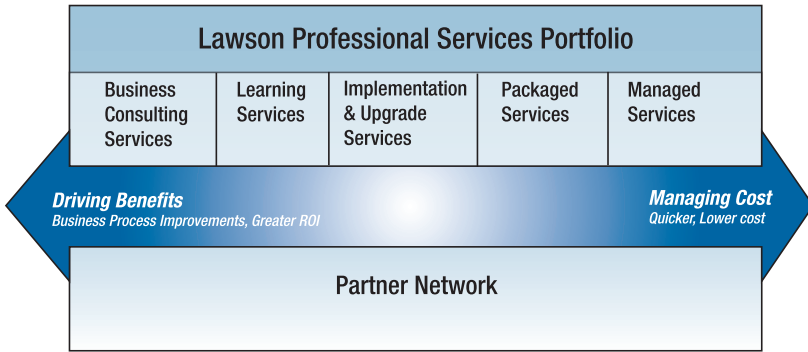 Lawson Professional Services Portfolio
Business
Consulting
Services
Learning
Services
Implementation
& Upgrade
Services
Packaged
Services
Managed
Services
Driving Benefits
Business Process Improvements, Greater ROI
Managing Cost
Quicker, Lower cost
Partner Network